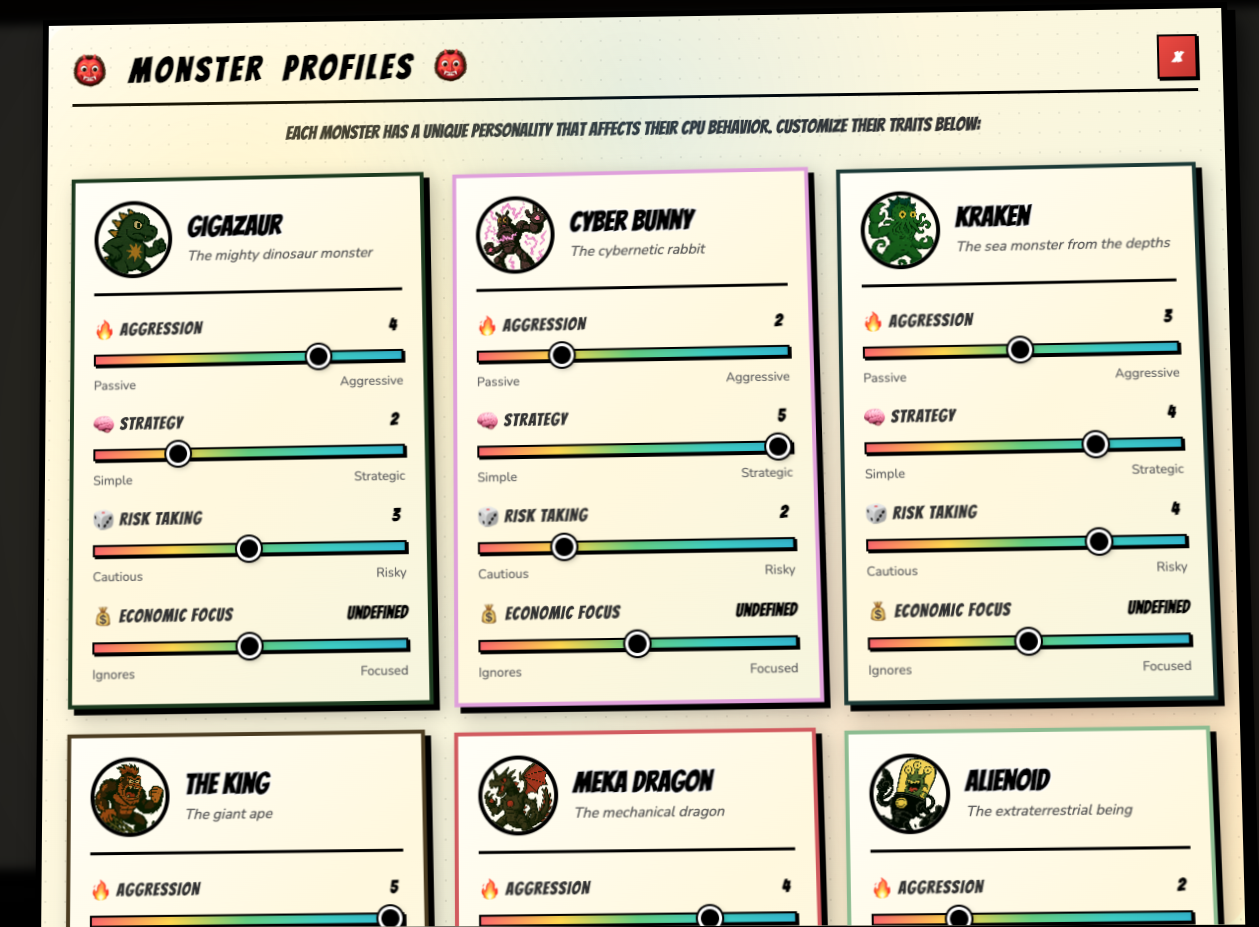 MONSTER PROFILES
x
EACH MONSTER HAS A UNIQUE PERSONALITY THAT AFFECTS THEIR CPU BEHAVIOR. CUSTOMIZE THEIR TRAITS BELOW:
GIGAZAUR
The mighty dinosaur monster
AGGRESSION 4
Passive Aggressive
STRATEGY 2
Simple Strategic
RISK TAKING 3
Cautious Risky
ECONOMIC FOCUS UNDEFINED
Ignores Focused
CYBER BUNNY
The cybernetic rabbit
AGGRESSION 2
Passive Aggressive
STRATEGY 5
Simple Strategic
RISK TAKING 2
Cautious Risky
ECONOMIC FOCUS UNDEFINED
Ignores Focused
KRAKEN
The sea monster from the depths
AGGRESSION 3
Passive Aggressive
STRATEGY 4
Simple Strategic
RISK TAKING 4
Cautious Risky
ECONOMIC FOCUS UNDEFINED
Ignores Focused
THE KING
The giant ape
AGGRESSION 5
MEKA DRAGON
The mechanical dragon
AGGRESSION 4
ALIENOID
The extraterrestrial being
AGGRESSION 2